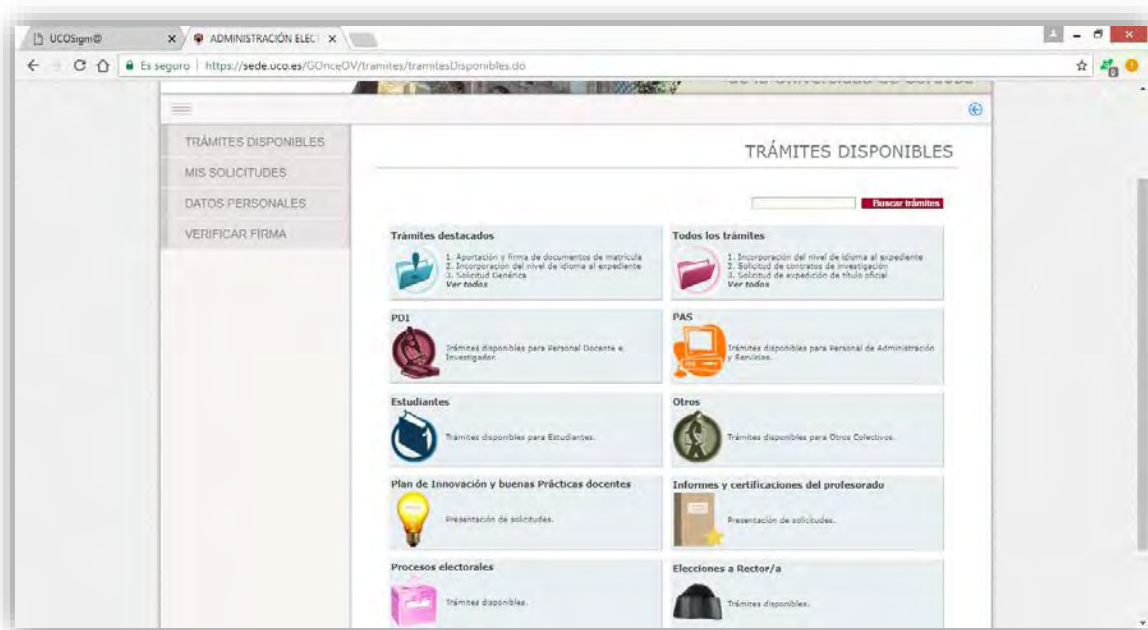 UCOSigm@
ADMINISTRACIÓN ELECT
Es seguro | https://sede.uco.es/GOnceOV/tramites/tramitesDisponibles.do
de la Universidad de Córdoba
TRÁMITES DISPONIBLES
MIS SOLICITUDES
DATOS PERSONALES
VERIFICAR FIRMA
TRÁMITES DISPONIBLES
Buscar trámites
Trámites destacados
1. Aportación y firma de documentos de matrícula
2. Incorporación del nivel de idioma al expediente
3. Solicitud Genérica
Ver todos
Todos los trámites
1. Incorporación del nivel de idioma al expediente
2. Solicitud de contratos de investigación
3. Solicitud de expedición de título oficial
Ver todos
PDI
Trámites disponibles para Personal Docente e
Investigador.
PAS
Trámites disponibles para Personal de Administración
y Servicios.
Estudiantes
Trámites disponibles para Estudiantes.
Otros
Trámites disponibles para Otros Colectivos.
Plan de Innovación y buenas Prácticas docentes
Presentación de solicitudes.
Informes y certificaciones del profesorado
Presentación de solicitudes.
Procesos electorales
Trámites disponibles.
Elecciones a Rector/a
Trámites disponibles.